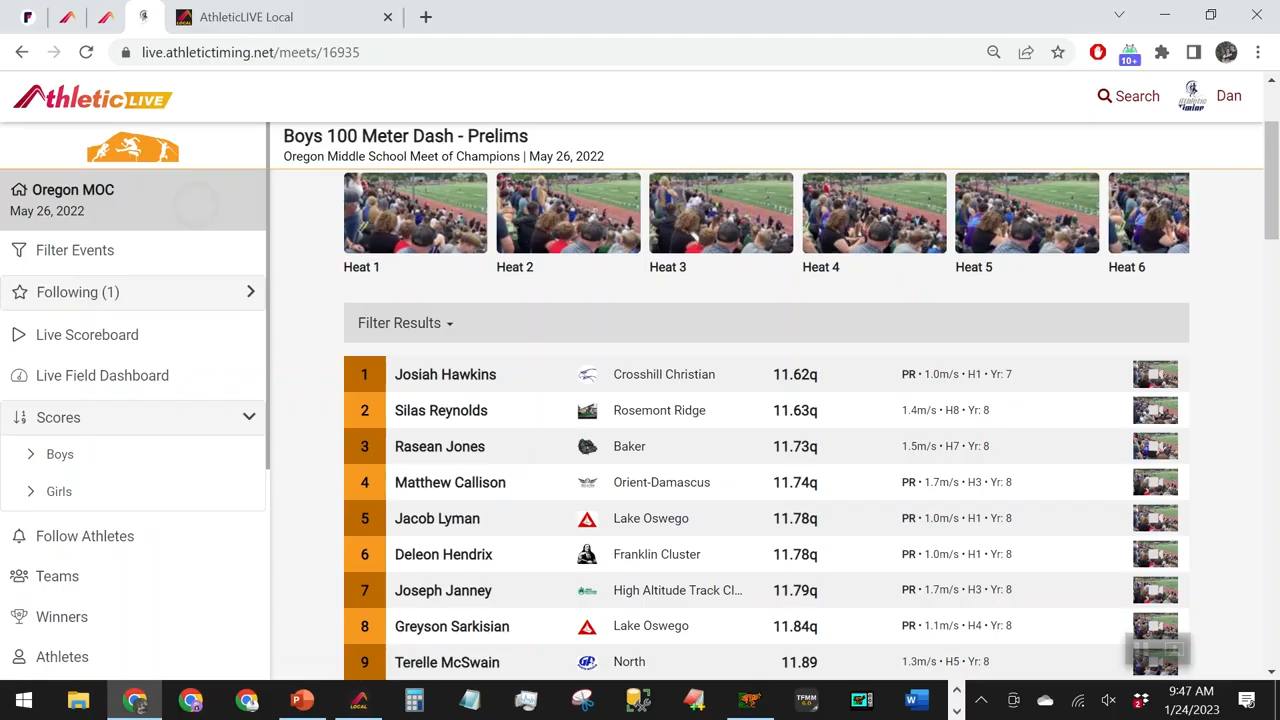 AthleticLIVE Local
live.athletictiming.net/meets/16935
10+
AthleticLIVE
Search
Dan
Boys 100 Meter Dash - Prelims
Oregon Middle School Meet of Champions | May 26, 2022
Oregon MOC
May 26, 2022
Filter Events
Following (1)
Live Scoreboard
Live Field Dashboard
Scores
Boys
Girls
Follow Athletes
Teams
Winners
Athletes
Heat 1 Heat 2 Heat 3 Heat 4 Heat 5 Heat 6
Filter Results
1 Josiah Hawkins Crosshill Christian 11.62q PR • 1.0m/s • H1 • Yr: 7
2 Silas Reynolds Rosemont Ridge 11.63q 1.4m/s • H8 • Yr: 8
3 Rasean Jones Baker 11.73q 1.5m/s • H7 • Yr: 8
4 Matthew Callison Orient-Damascus 11.74q PR • 1.7m/s • H3 • Yr: 8
5 Jacob Lyman Lake Oswego 11.78q PR • 1.0m/s • H1 • Yr: 8
6 Deleon Hendrix Franklin Cluster 11.78q PR • 1.0m/s • H1 • Yr: 8
7 Joseph Janney High Altitude Track Cl... 11.79q PR • 1.7m/s • H3 • Yr: 8
8 Greyson Sarkisian Lake Oswego 11.84q PR • 1.1m/s • H4 • Yr: 8
9 Terelle McSwain North 11.89 1.3m/s • H5 • Yr: 8
TFMM
6.0
9:47 AM
1/24/2023